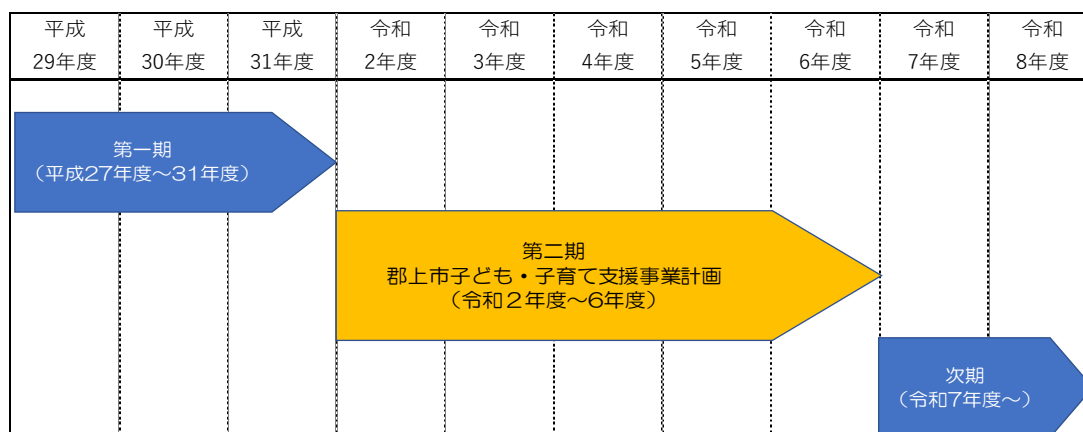 平成 平成 平成 令和 令和 令和 令和 令和 令和 令和
29年度 30年度 31年度 2年度 3年度 4年度 5年度 6年度 7年度 8年度
第一期
（平成27年度～31年度）
第二期
郡上市子ども・子育て支援事業計画
（令和２年度～6年度）
次期
（令和7年度～）